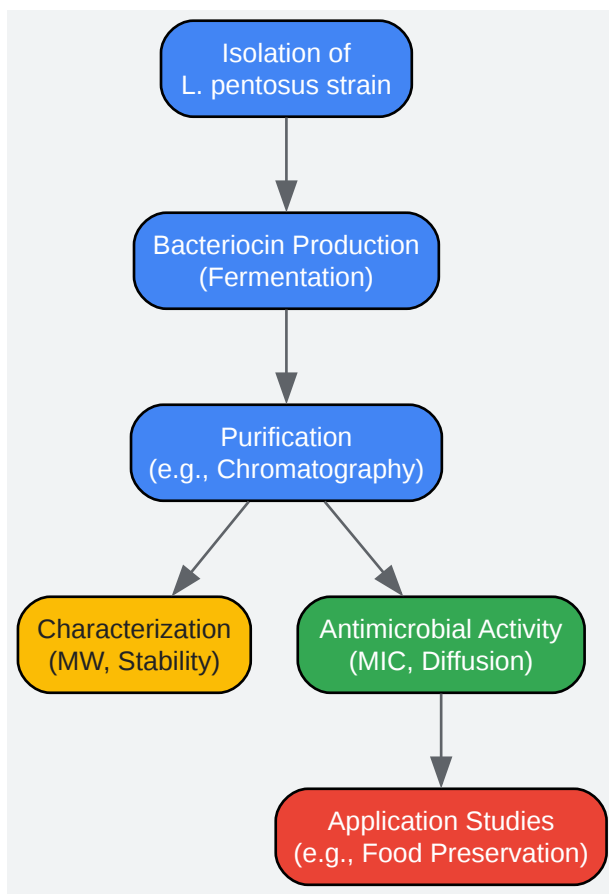 Isolation of
L. pentosus strain
Bacteriocin Production
(Fermentation)
Purification
(e.g., Chromatography)
Characterization
(MW, Stability)
Antimicrobial Activity
(MIC, Diffusion)
Application Studies
(e.g., Food Preservation)